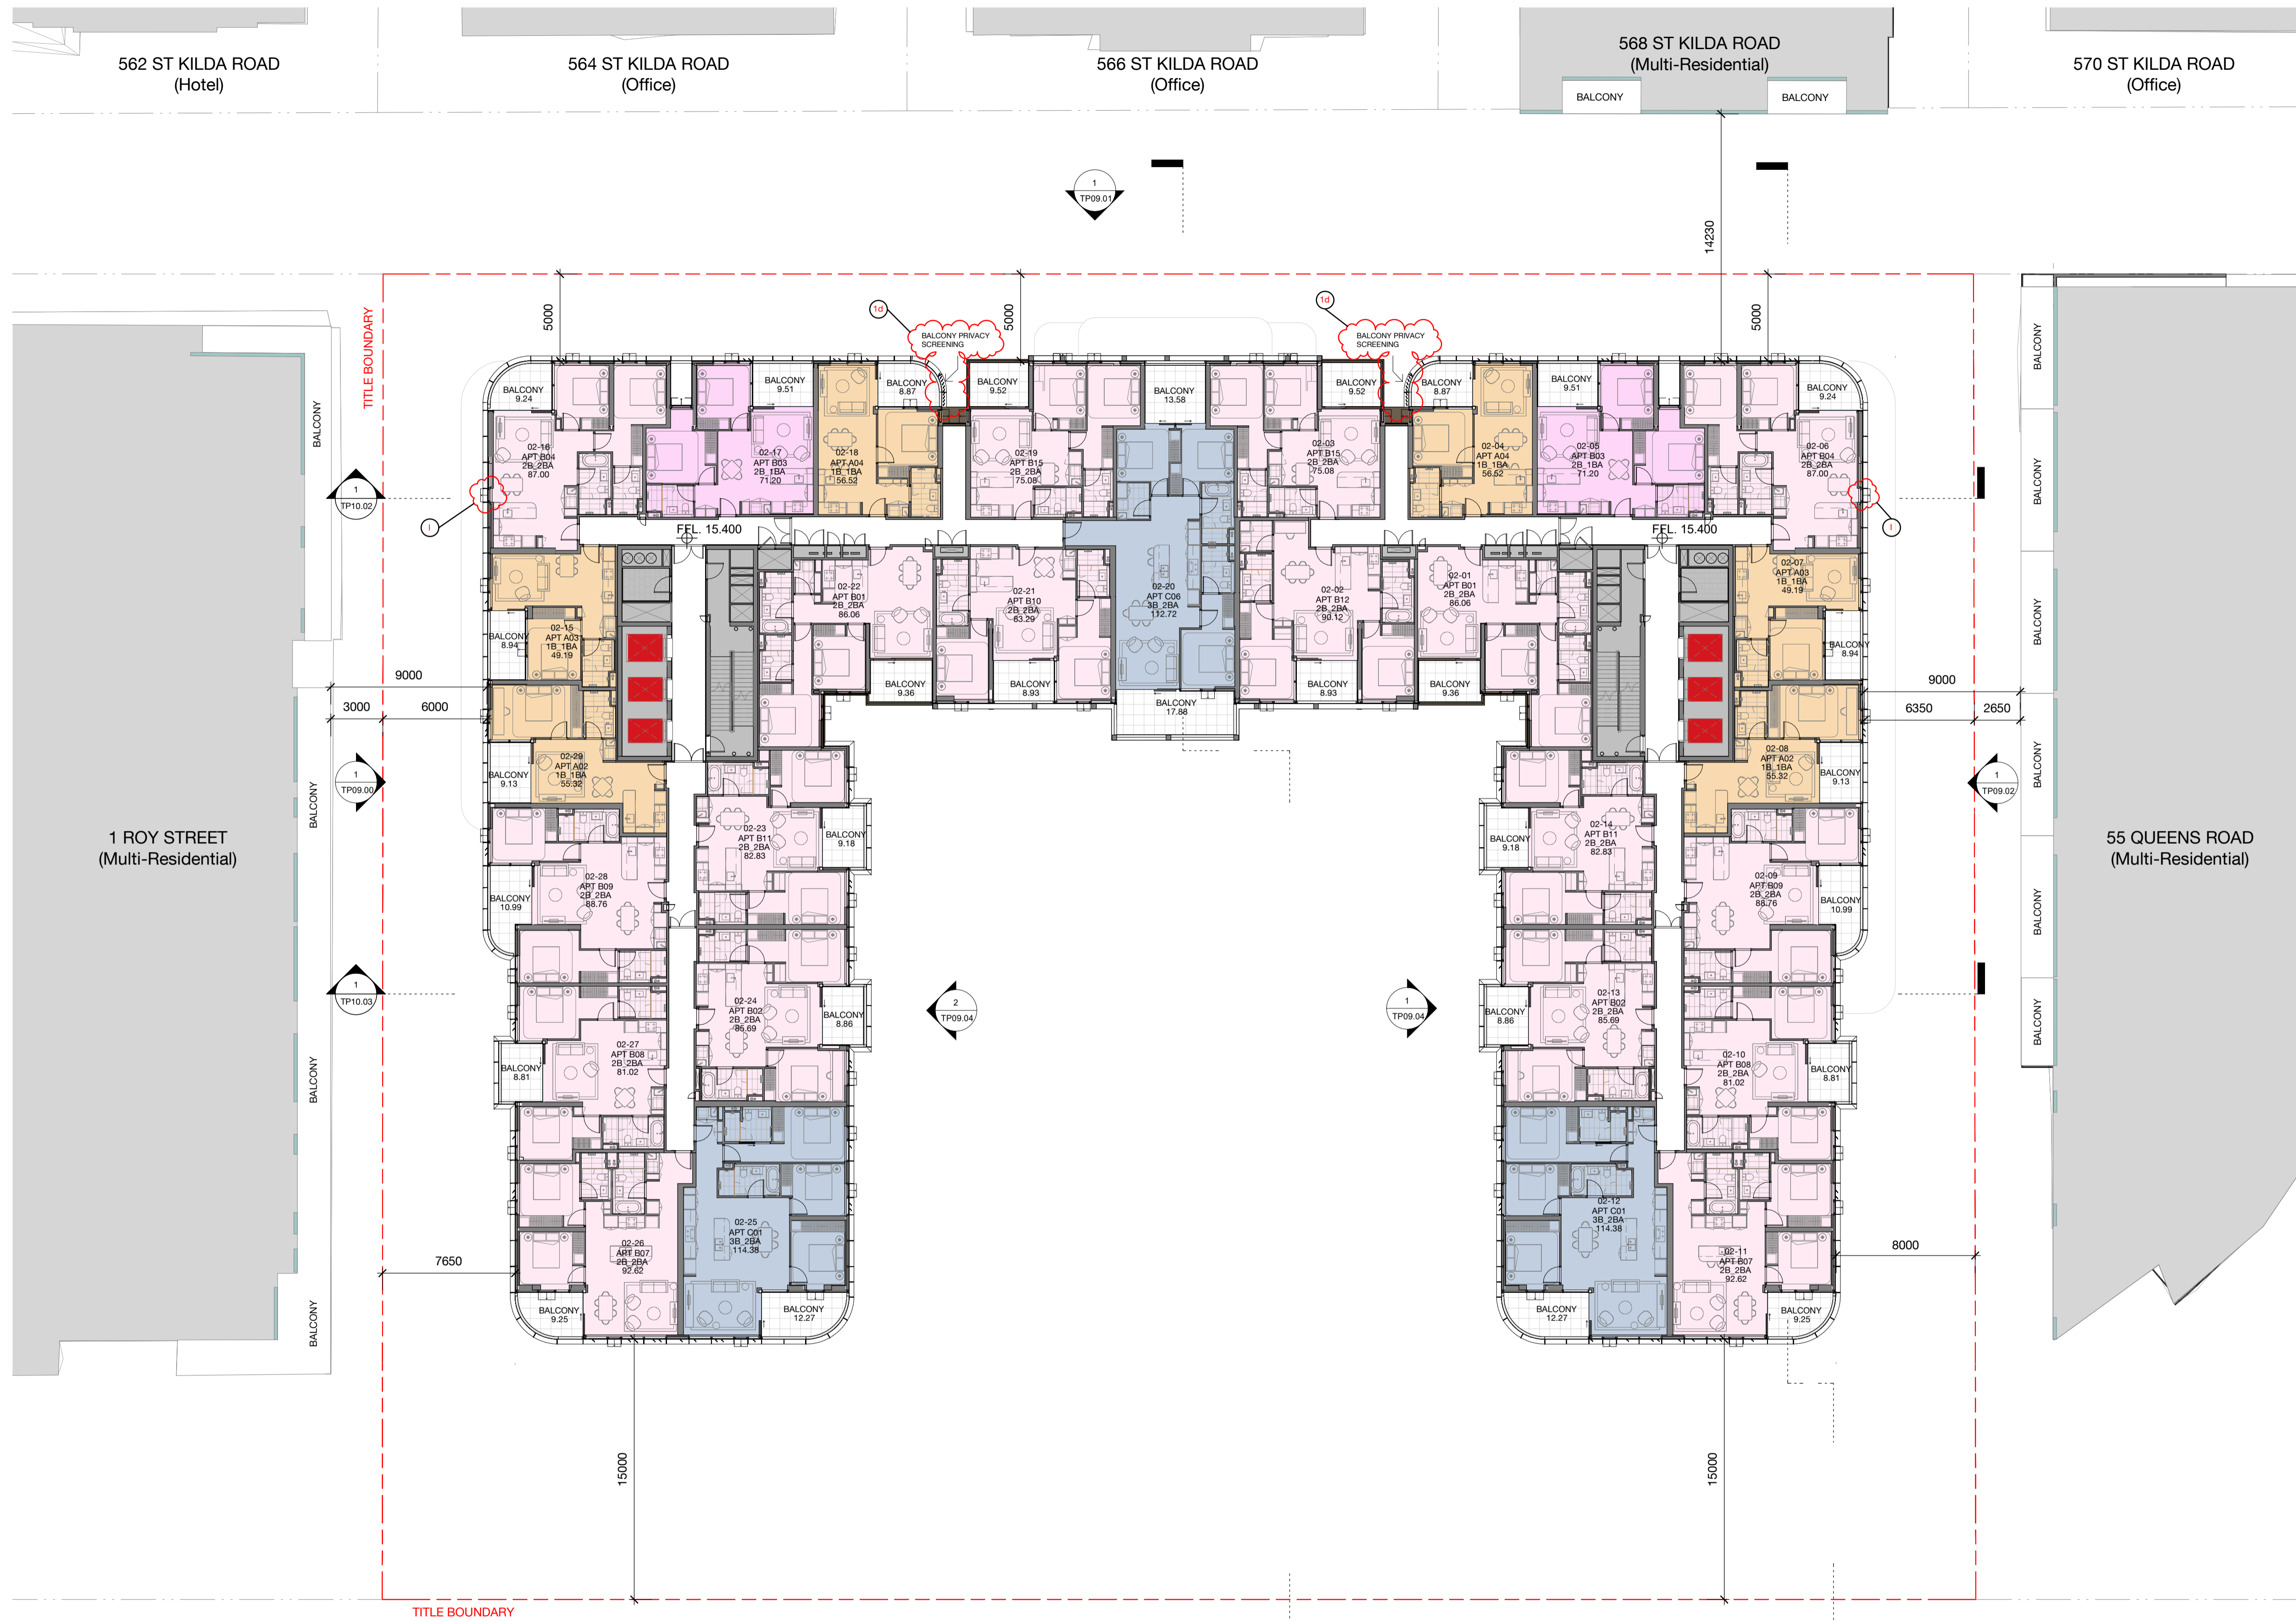 562 ST KILDA ROAD
(Hotel)
564 ST KILDA ROAD
(Office)
566 ST KILDA ROAD
(Office)
568 ST KILDA ROAD
(Multi-Residential)
BALCONY
BALCONY
570 ST KILDA ROAD
(Office)
1
TP09.01
14230
TITLE BOUNDARY
5000
1d
BALCONY PRIVACY
SCREENING
5000
1d
BALCONY PRIVACY
SCREENING
5000
BALCONY
BALCONY
BALCONY
9.24
BALCONY
9.51
BALCONY
8.87
BALCONY
9.52
BALCONY
13.58
BALCONY
9.52
BALCONY
8.87
BALCONY
9.51
BALCONY
9.24
02-16
APT B04
2B_2BA
87.00
02-17
APT B03
2B_1BA
71.20
02-18
APT A04
1B_1BA
56.52
02-19
APT B15
2B_2BA
75.08
02-03
APT B15
2B_2BA
75.08
02-04
APT A04
1B_1BA
56.52
02-05
APT B03
2B_1BA
71.20
02-06
APT B04
2B_2BA
87.00
BALCONY
1
TP10.02
I
I
FFL. 15.400
FFL. 15.400
02-15
APT A03
1B_1BA
49.19
BALCONY
8.94
02-22
APT B01
2B_2BA
86.06
02-21
APT B10
2B_2BA
63.29
02-20
APT C06
3B_2BA
112.72
02-02
APT B12
2B_2BA
90.12
02-01
APT B01
2B_2BA
86.06
02-07
APT A03
1B_1BA
49.19
BALCONY
8.94
BALCONY
BALCONY
9.36
BALCONY
8.93
BALCONY
17.88
BALCONY
8.93
BALCONY
9.36
9000
3000
6000
9000
6350
2650
1
TP09.00
BALCONY
BALCONY
9.13
02-29
APT A02
1B_1BA
55.32
02-08
APT A02
1B_1BA
55.32
BALCONY
9.13
1
TP09.02
BALCONY
1 ROY STREET
(Multi-Residential)
02-23
APT B11
2B_2BA
82.83
BALCONY
9.18
BALCONY
9.18
02-14
APT B11
2B_2BA
82.83
55 QUEENS ROAD
(Multi-Residential)
BALCONY
10.99
02-28
APT B09
2B_2BA
88.76
02-09
APT B09
2B_2BA
88.76
BALCONY
10.99
BALCONY
1
TP10.03
02-24
APT B02
2B_2BA
85.69
BALCONY
8.86
2
TP09.04
1
TP09.04
BALCONY
8.86
02-13
APT B02
2B_2BA
85.69
BALCONY
BALCONY
BALCONY
8.81
02-27
APT B08
2B_2BA
81.02
02-10
APT B08
2B_2BA
81.02
BALCONY
8.81
02-26
APT B07
2B_2BA
92.62
02-25
APT C01
3B_2BA
114.38
02-12
APT C01
3B_2BA
114.38
02-11
APT B07
2B_2BA
92.62
7650
8000
BALCONY
BALCONY
9.25
BALCONY
12.27
BALCONY
12.27
BALCONY
9.25
15000
15000
TITLE BOUNDARY